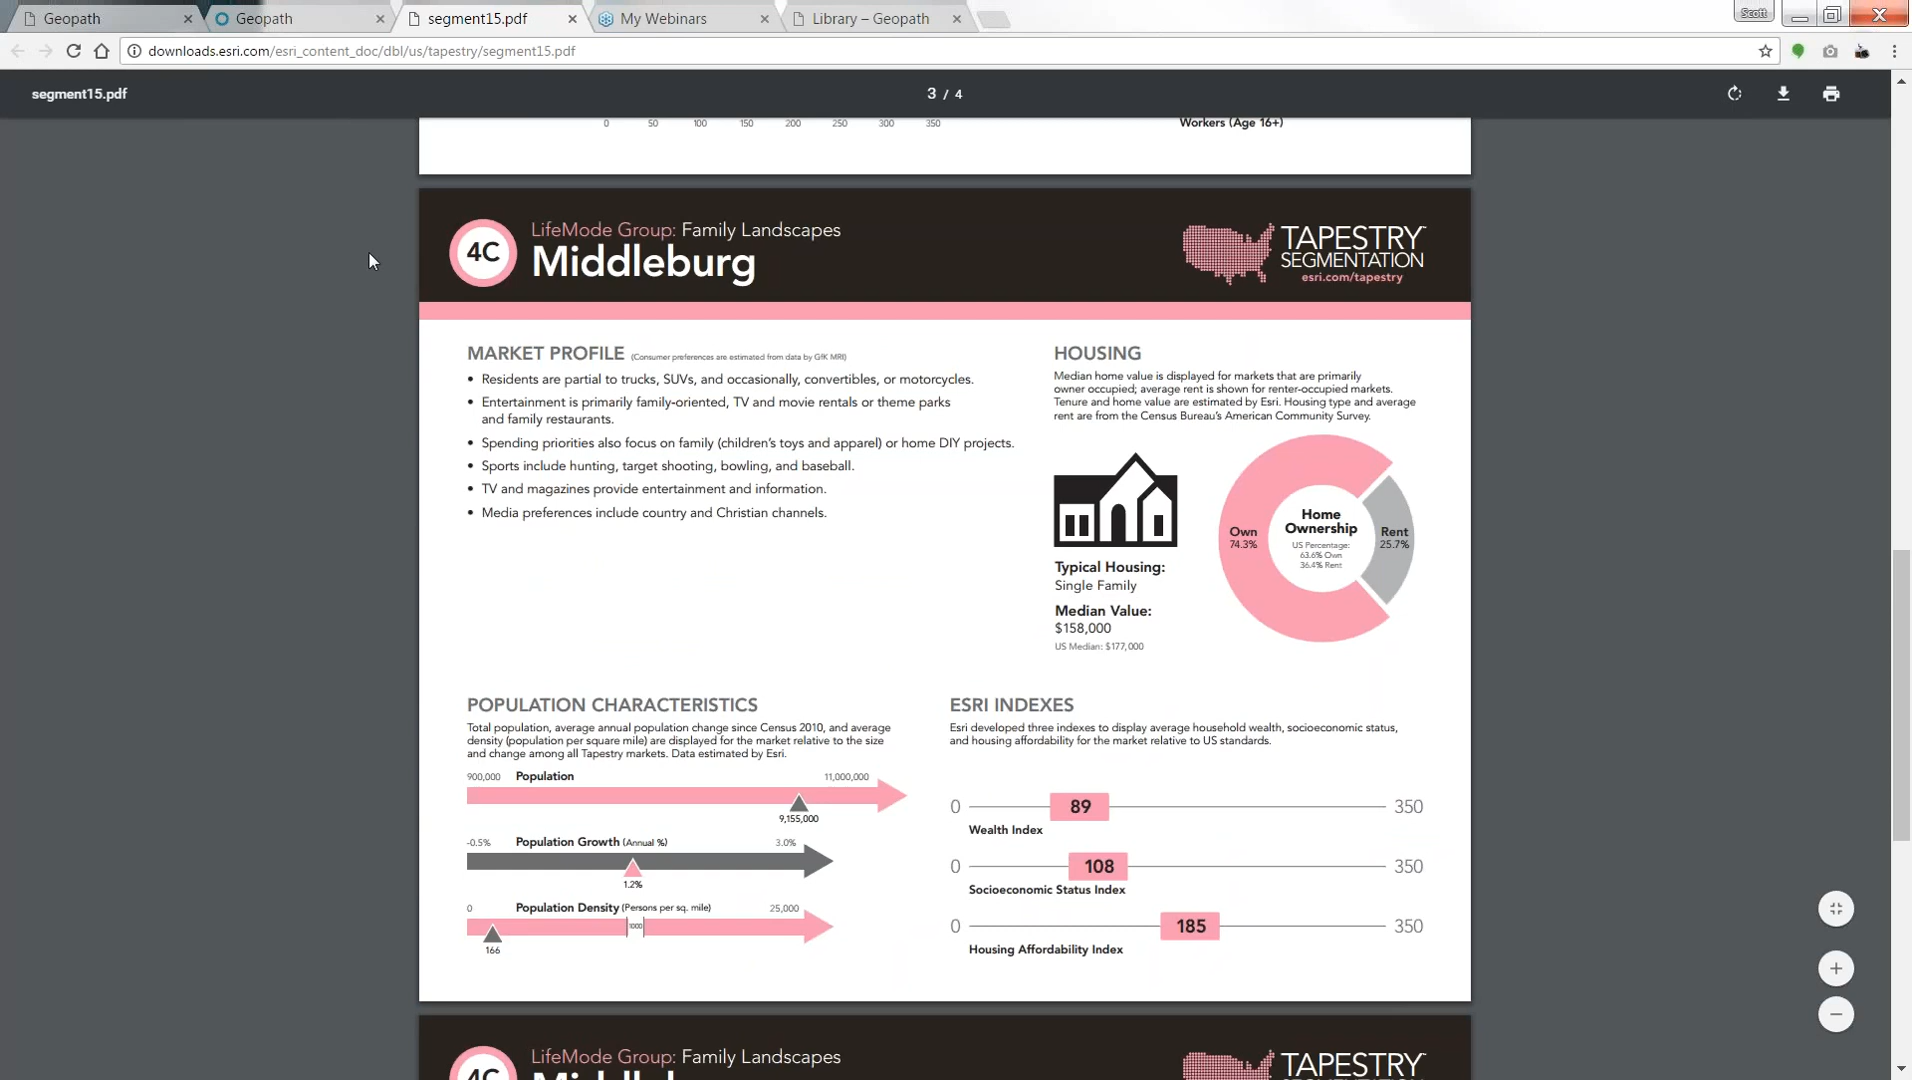 Geopath
Geopath
segment15.pdf
My Webinars
Library – Geopath
Scott
downloads.esri.com/esri_content_doc/dbl/us/tapestry/segment15.pdf
segment15.pdf
3 / 4
0 50 100 150 200 250 300 350
Workers (Age 16+)
4C
LifeMode Group: Family Landscapes
Middleburg
TAPESTRY™
SEGMENTATION
esri.com/tapestry
MARKET PROFILE (Consumer preferences are estimated from data by GfK MRI)
• Residents are partial to trucks, SUVs, and occasionally, convertibles, or motorcycles.
• Entertainment is primarily family-oriented, TV and movie rentals or theme parks
and family restaurants.
• Spending priorities also focus on family (children's toys and apparel) or home DIY projects.
• Sports include hunting, target shooting, bowling, and baseball.
• TV and magazines provide entertainment and information.
• Media preferences include country and Christian channels.
HOUSING
Median home value is displayed for markets that are primarily
owner occupied; average rent is shown for renter-occupied markets.
Tenure and home value are estimated by Esri. Housing type and average
rent are from the Census Bureau's American Community Survey.
Typical Housing:
Single Family
Median Value:
$158,000
US Median: $177,000
Own
74.3%
Home
Ownership
US Percentage:
63.6% Own
36.4% Rent
Rent
25.7%
POPULATION CHARACTERISTICS
Total population, average annual population change since Census 2010, and average
density (population per square mile) are displayed for the market relative to the size
and change among all Tapestry markets. Data estimated by Esri.
900,000 Population 11,000,000
9,155,000
-0.5% Population Growth (Annual %) 3.0%
1.2%
0 Population Density (Persons per sq. mile) 25,000
1000
166
ESRI INDEXES
Esri developed three indexes to display average household wealth, socioeconomic status,
and housing affordability for the market relative to US standards.
0 89 350
Wealth Index
0 108 350
Socioeconomic Status Index
0 185 350
Housing Affordability Index
4C
LifeMode Group: Family Landscapes
Middleburg
TAPESTRY™
SEGMENTATION